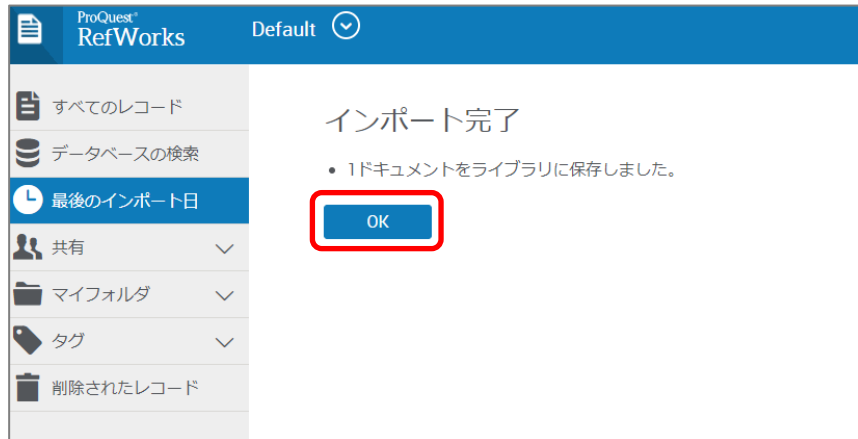 ProQuest®
RefWorks
Default
すべてのレコード
データベースの検索
最後のインポート日
共有
マイフォルダ
タグ
削除されたレコード
インポート完了
• 1ドキュメントをライブラリに保存しました。
OK